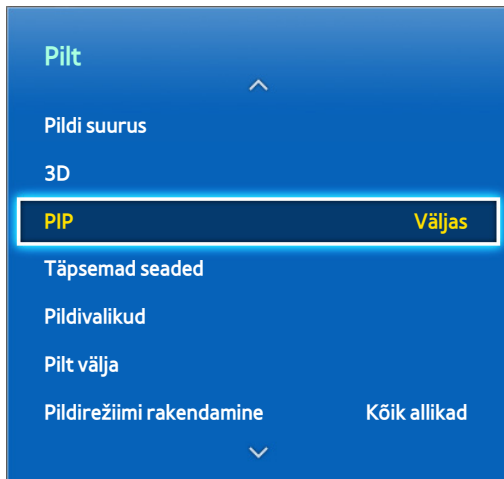 Pilt
Pildi suurus
3D
PIP Väljas
Täpsemad seaded
Pildivalikud
Pilt välja
Pildirežiimi rakendamine Kõik allikad